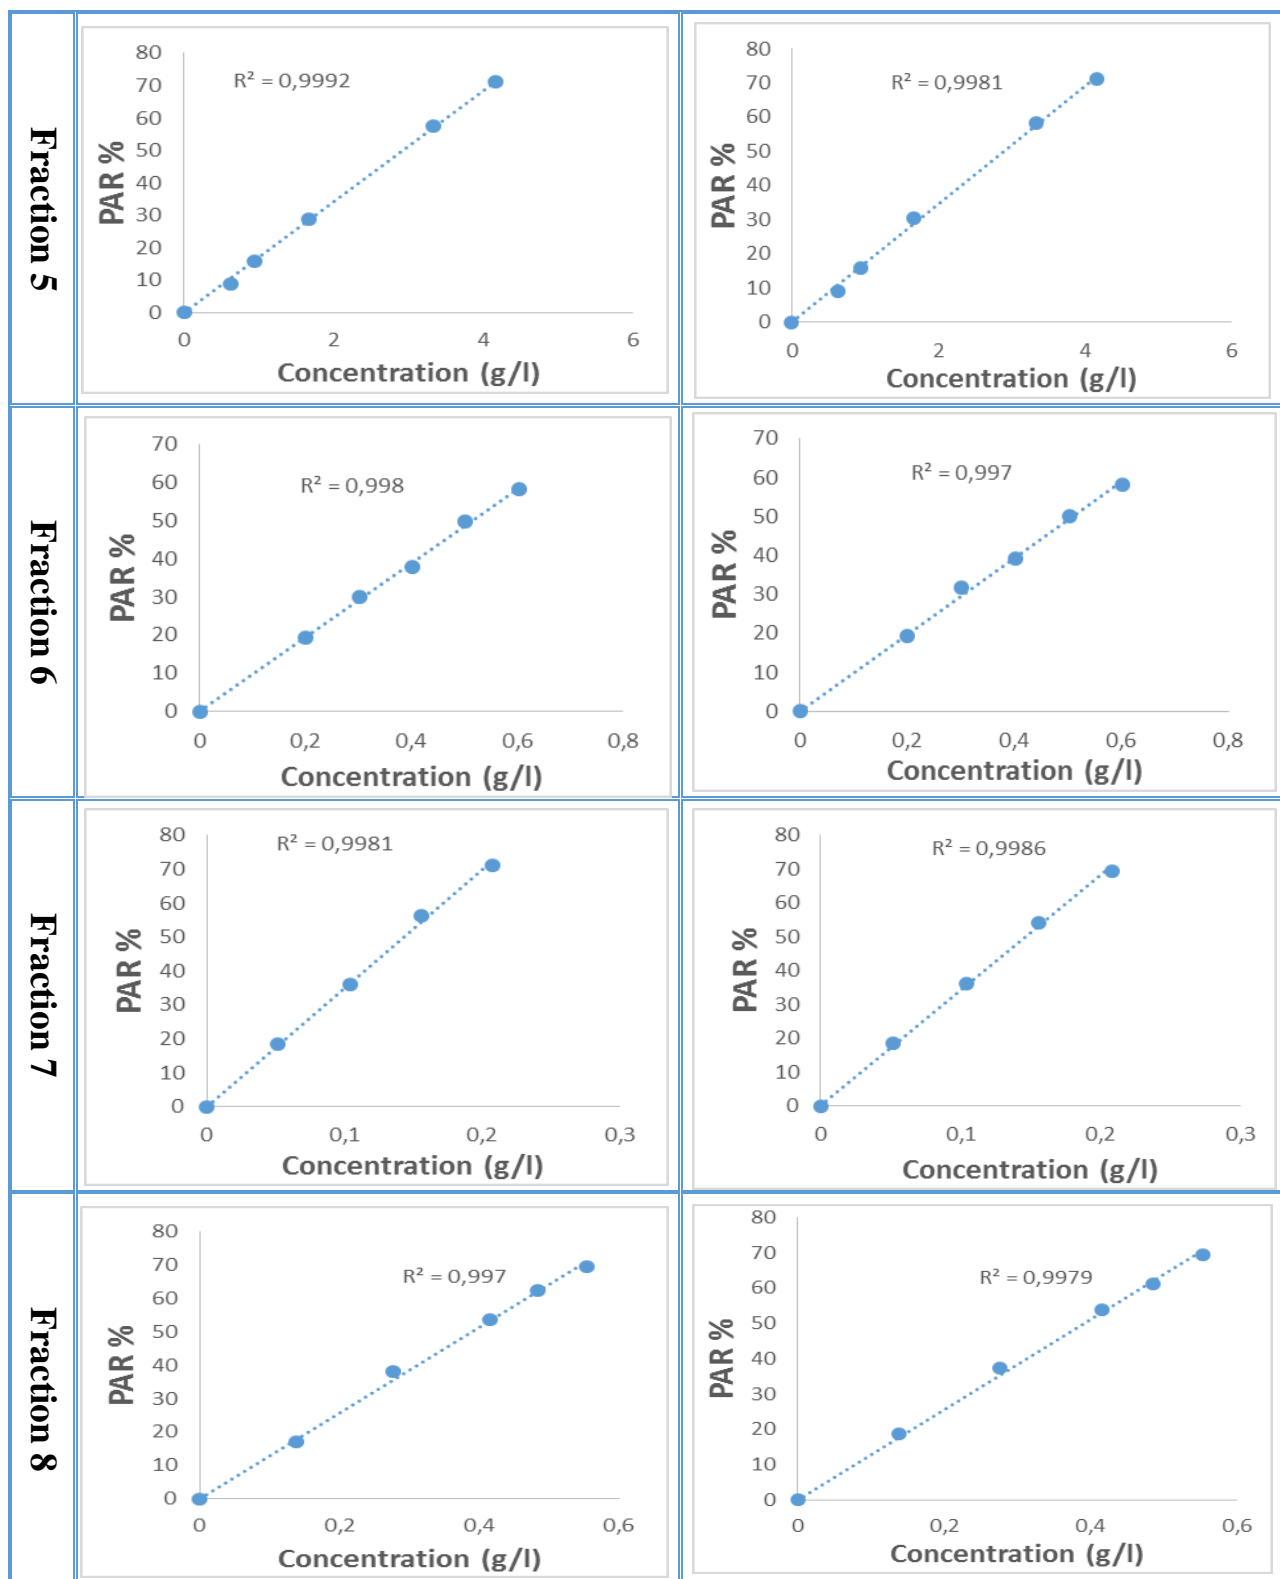 Fraction 5
80
70
60
50
40
30
20
10
0
PAR %
R² = 0,9992
0 2 4 6
Concentration (g/l)
80
70
60
50
40
30
20
10
0
PAR %
R² = 0,9981
0 2 4 6
Concentration (g/l)
Fraction 6
70
60
50
40
30
20
10
0
PAR %
R² = 0,998
0 0,2 0,4 0,6 0,8
Concentration (g/l)
70
60
50
40
30
20
10
0
PAR %
R² = 0,997
0 0,2 0,4 0,6 0,8
Concentration (g/l)
Fraction 7
80
70
60
50
40
30
20
10
0
PAR %
R² = 0,9981
0 0,1 0,2 0,3
Concentration (g/l)
80
70
60
50
40
30
20
10
0
PAR %
R² = 0,9986
0 0,1 0,2 0,3
Concentration (g/l)
Fraction 8
80
70
60
50
40
30
20
10
0
PAR %
R² = 0,997
0 0,2 0,4 0,6
Concentration (g/l)
80
70
60
50
40
30
20
10
0
PAR %
R² = 0,9979
0 0,2 0,4 0,6
Concentration (g/l)